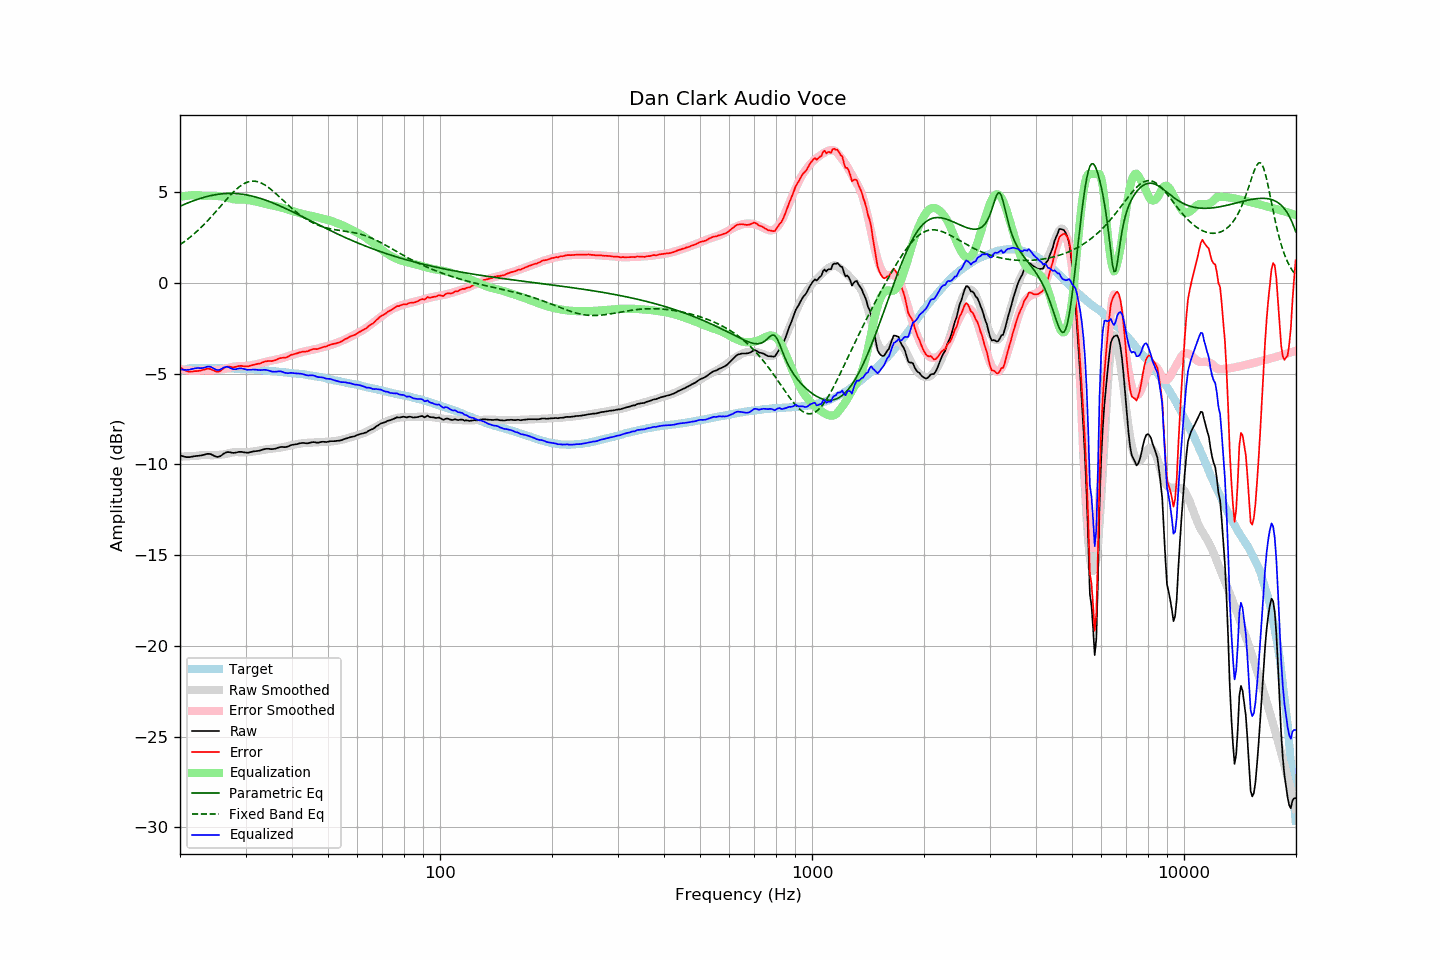 Dan Clark Audio Voce
Amplitude (dBr)
5
0
−5
−10
−15
−20
−25
−30
Target
Raw Smoothed
Error Smoothed
Raw
Error
Equalization
Parametric Eq
Fixed Band Eq
Equalized
100
1000
10000
Frequency (Hz)